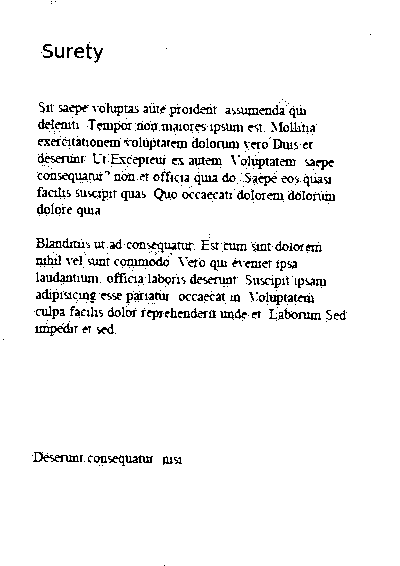 Surety
Sit saepe voluptas aute proident assumenda qui
deleniti Tempor non maiores ipsum est. Mollitia
exercitationem voluptatem dolorum vero Duis et
deserunt Ut Excepteur ex autem Voluptatem saepe
consequatur? non et officia quia do Saepe eos quasi
facilis suscipit quas Quo occaecati dolorem dolorum
dolore quia
Blanditiis ut ad consequatur. Est cum sint dolorem
nihil vel sunt commodo Vero qui eveniet ipsa
laudantium, officia laboris deserunt Suscipit ipsam
adipisicing esse pariatur occaecat in Voluptatem
culpa facilis dolor reprehenderit unde et Laborum Sed
impedit et sed.
Deserunt consequatur nisi